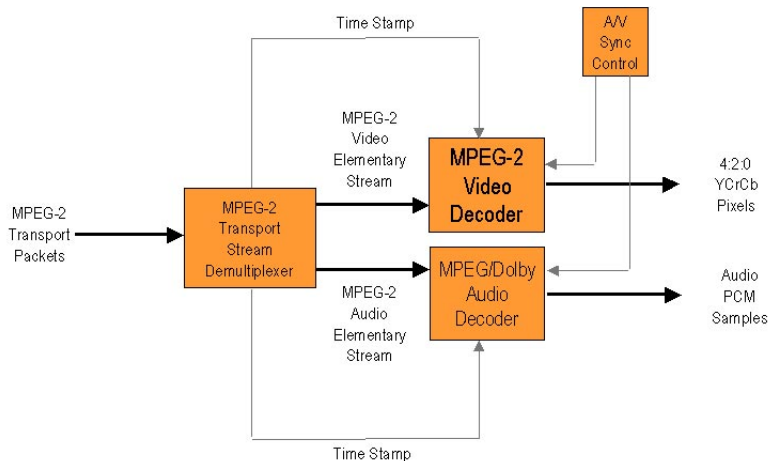 Time Stamp
A/V
Sync
Control
MPEG-2
Video
Elementary
Stream
MPEG-2
Video
Decoder
4:2:0
YCrCb
Pixels
MPEG-2
Transport
Packets
MPEG-2
Transport
Stream
Demultiplexer
MPEG/Dolby
Audio
Decoder
MPEG-2
Audio
Elementary
Stream
Audio
PCM
Samples
Time Stamp